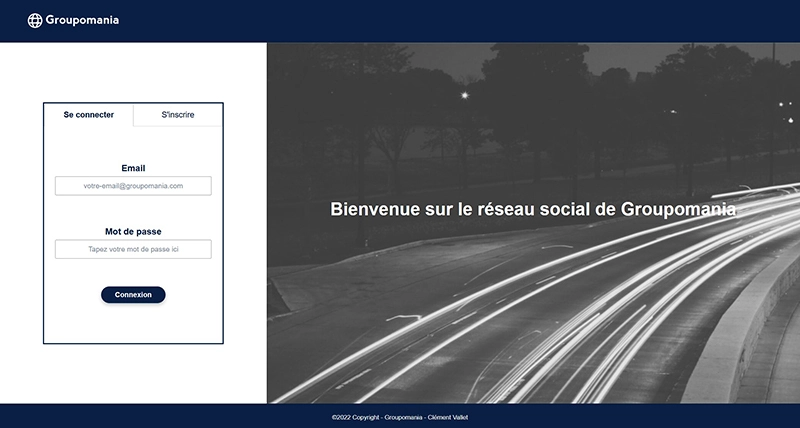 Groupomania
Se connecter
S'inscrire
Email
votre-email@groupomania.com
Mot de passe
Tapez votre mot de passe ici
Connexion
Bienvenue sur le réseau social de Groupomania
©2022 Copyright - Groupomania - Clément Vallet